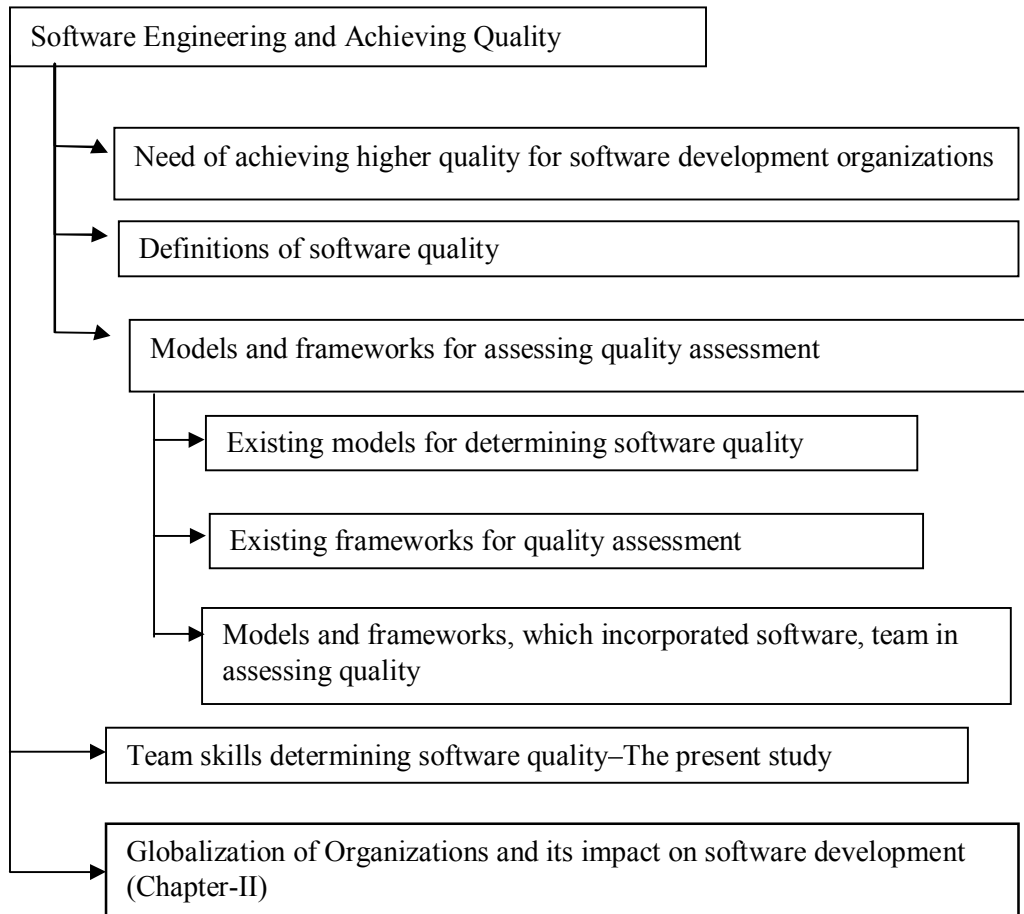 Software Engineering and Achieving Quality
Need of achieving higher quality for software development organizations
Definitions of software quality
Models and frameworks for assessing quality assessment
Existing models for determining software quality
Existing frameworks for quality assessment
Models and frameworks, which incorporated software, team in
assessing quality
Team skills determining software quality–The present study
Globalization of Organizations and its impact on software development
(Chapter-II)